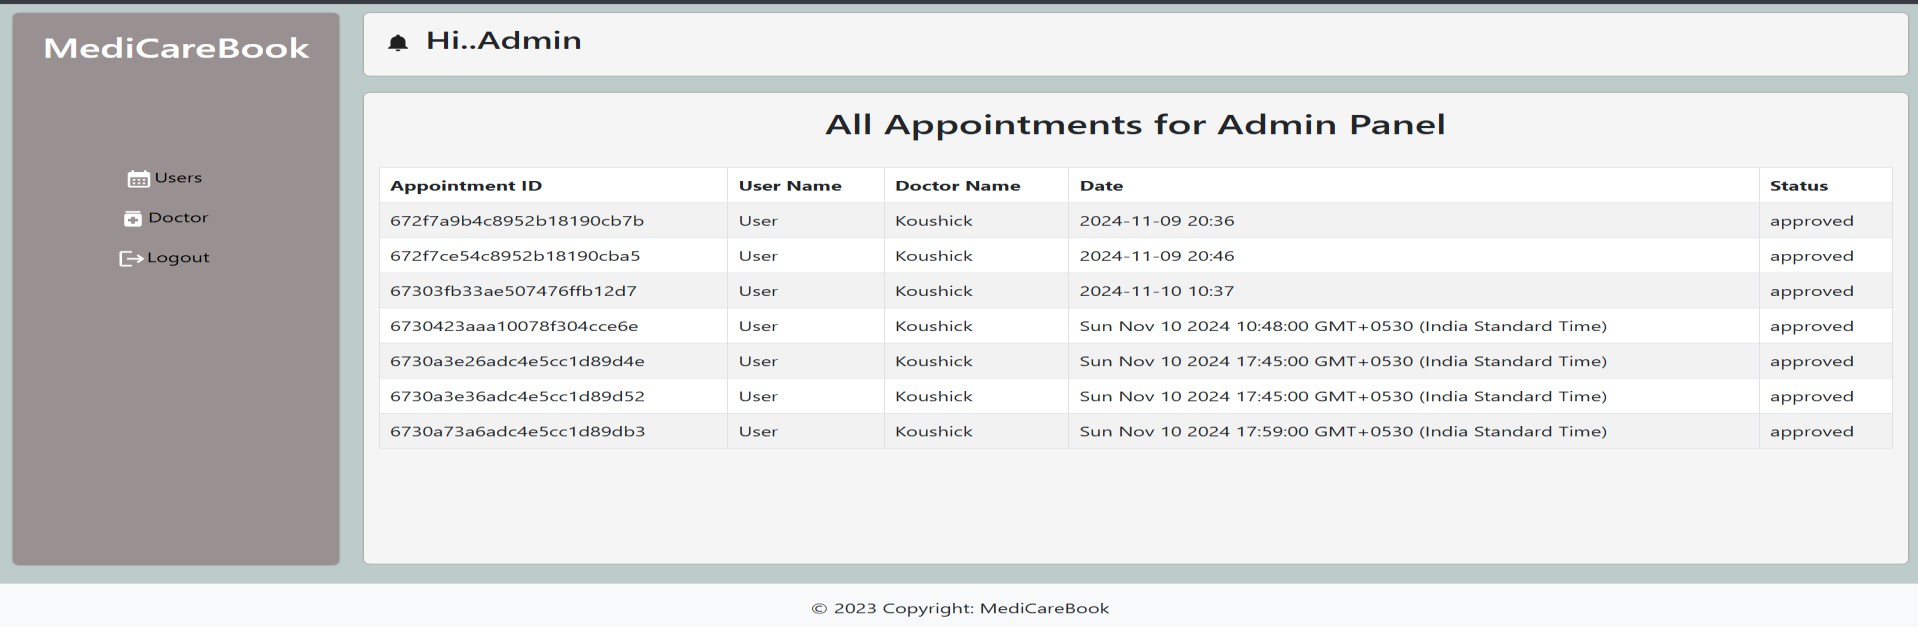 MediCareBook
Users
Doctor
Logout
Hi..Admin
All Appointments for Admin Panel
Appointment ID User Name Doctor Name Date Status
672f7a9b4c8952b18190cb7b User Koushick 2024-11-09 20:36 approved
672f7ce54c8952b18190cba5 User Koushick 2024-11-09 20:46 approved
67303fb33ae507476ffb12d7 User Koushick 2024-11-10 10:37 approved
6730423aaa10078f304cce6e User Koushick Sun Nov 10 2024 10:48:00 GMT+0530 (India Standard Time) approved
6730a3e26adc4e5cc1d89d4e User Koushick Sun Nov 10 2024 17:45:00 GMT+0530 (India Standard Time) approved
6730a3e36adc4e5cc1d89d52 User Koushick Sun Nov 10 2024 17:45:00 GMT+0530 (India Standard Time) approved
6730a73a6adc4e5cc1d89db3 User Koushick Sun Nov 10 2024 17:59:00 GMT+0530 (India Standard Time) approved
© 2023 Copyright: MediCareBook